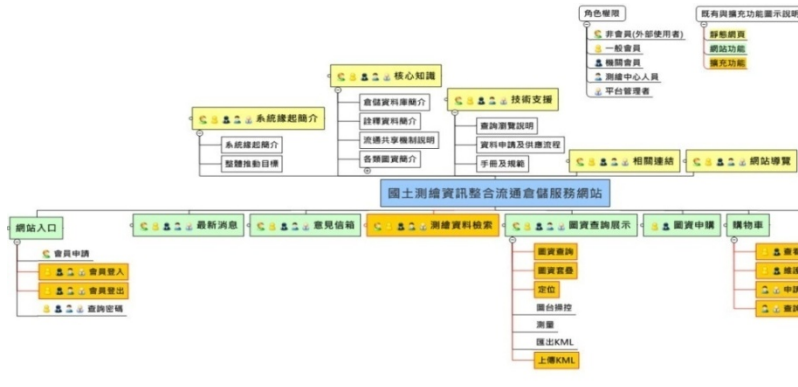 角色權限
非會員(外部使用者)
一般會員
機關會員
測繪中心人員
平台管理者
既有與擴充功能圖示說明
靜態網頁
網站功能
擴充功能
核心知識
倉儲資料庫簡介
詮釋資料簡介
流通共享機制說明
各類圖資簡介
系統緣起簡介
系統緣起簡介
整體推動目標
技術支援
查詢瀏覽說明
資料申請及供應流程
手冊及規範
相關連結
網站導覽
國土測繪資訊整合流通倉儲服務網站
網站入口
會員申請
會員登入
會員登出
查詢密碼
最新消息
意見信箱
測繪資料檢索
圖資查詢展示
圖資查詢
圖資套疊
定位
圖台操控
測量
匯出KML
上傳KML
圖資申購
購物車
查
維
申
查